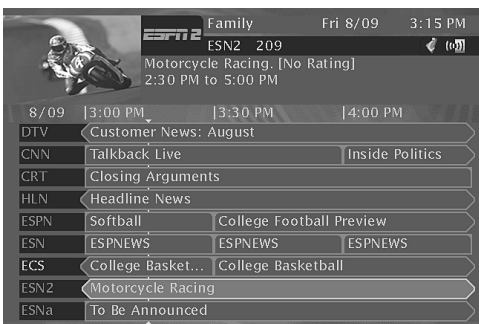 ESPN2 Family Fri 8/09 3:15 PM
ESN2 209
Motorcycle Racing. [No Rating]
2:30 PM to 5:00 PM
8/09 3:00 PM 3:30 PM 4:00 PM
DTV Customer News: August
CNN Talkback Live Inside Politics
CRT Closing Arguments
HLN Headline News
ESPN Softball College Football Preview
ESN ESPNEWS ESPNEWS ESPNEWS
ECS College Basket... College Basketball
ESN2 Motorcycle Racing
ESNa To Be Announced